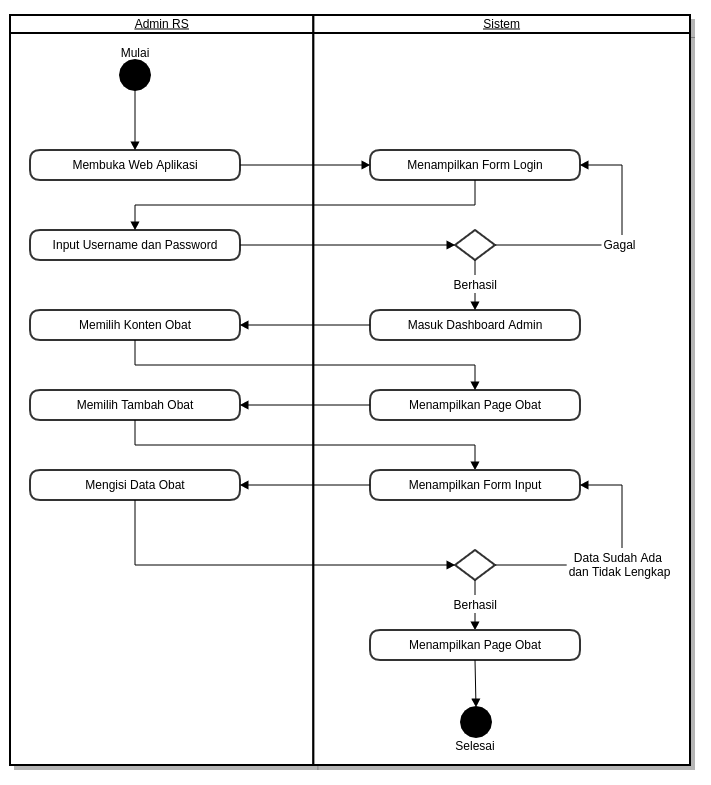 Admin RS
Sistem
Mulai
Membuka Web Aplikasi
Menampilkan Form Login
Input Username dan Password
Gagal
Berhasil
Memilih Konten Obat
Masuk Dashboard Admin
Memilih Tambah Obat
Menampilkan Page Obat
Mengisi Data Obat
Menampilkan Form Input
Data Sudah Ada
dan Tidak Lengkap
Berhasil
Menampilkan Page Obat
Selesai